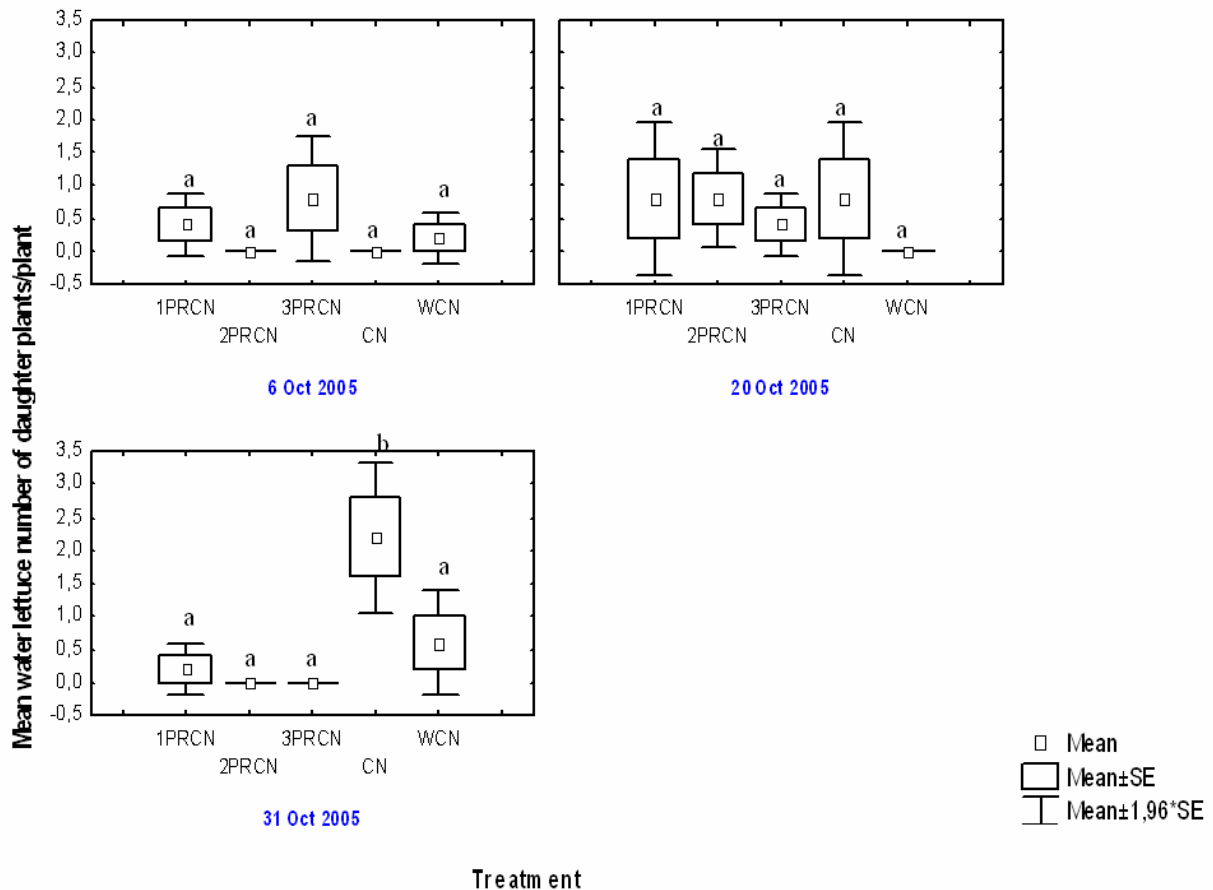 Mean water lettuce number of daughter plants/plant
3,5
3,0
2,5
2,0
1,5
1,0
0,5
0,0
-0,5
a
a
a
a
a
1PRCN
3PRCN
WCN
2PRCN
CN
6 Oct 2005
a
a
a
a
a
1PRCN
3PRCN
WCN
2PRCN
CN
20 Oct 2005
3,5
3,0
2,5
2,0
1,5
1,0
0,5
0,0
-0,5
a
a
a
b
a
1PRCN
3PRCN
WCN
2PRCN
CN
31 Oct 2005
Mean
Mean±SE
Mean±1,96*SE
Treatment